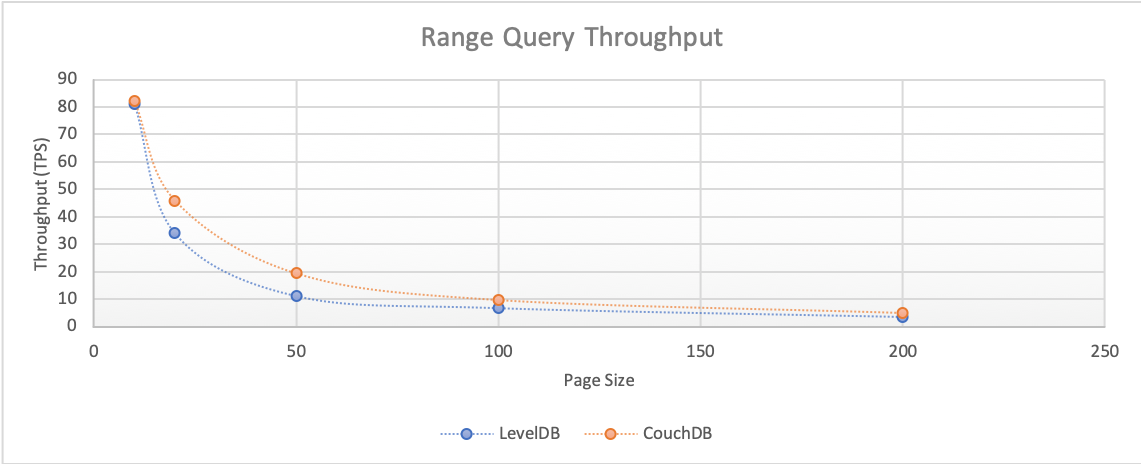 Range Query Throughput
90
80
70
60
50
40
30
20
10
0
Throughput (TPS)
0 50 100 150 200 250
Page Size
LevelDB CouchDB